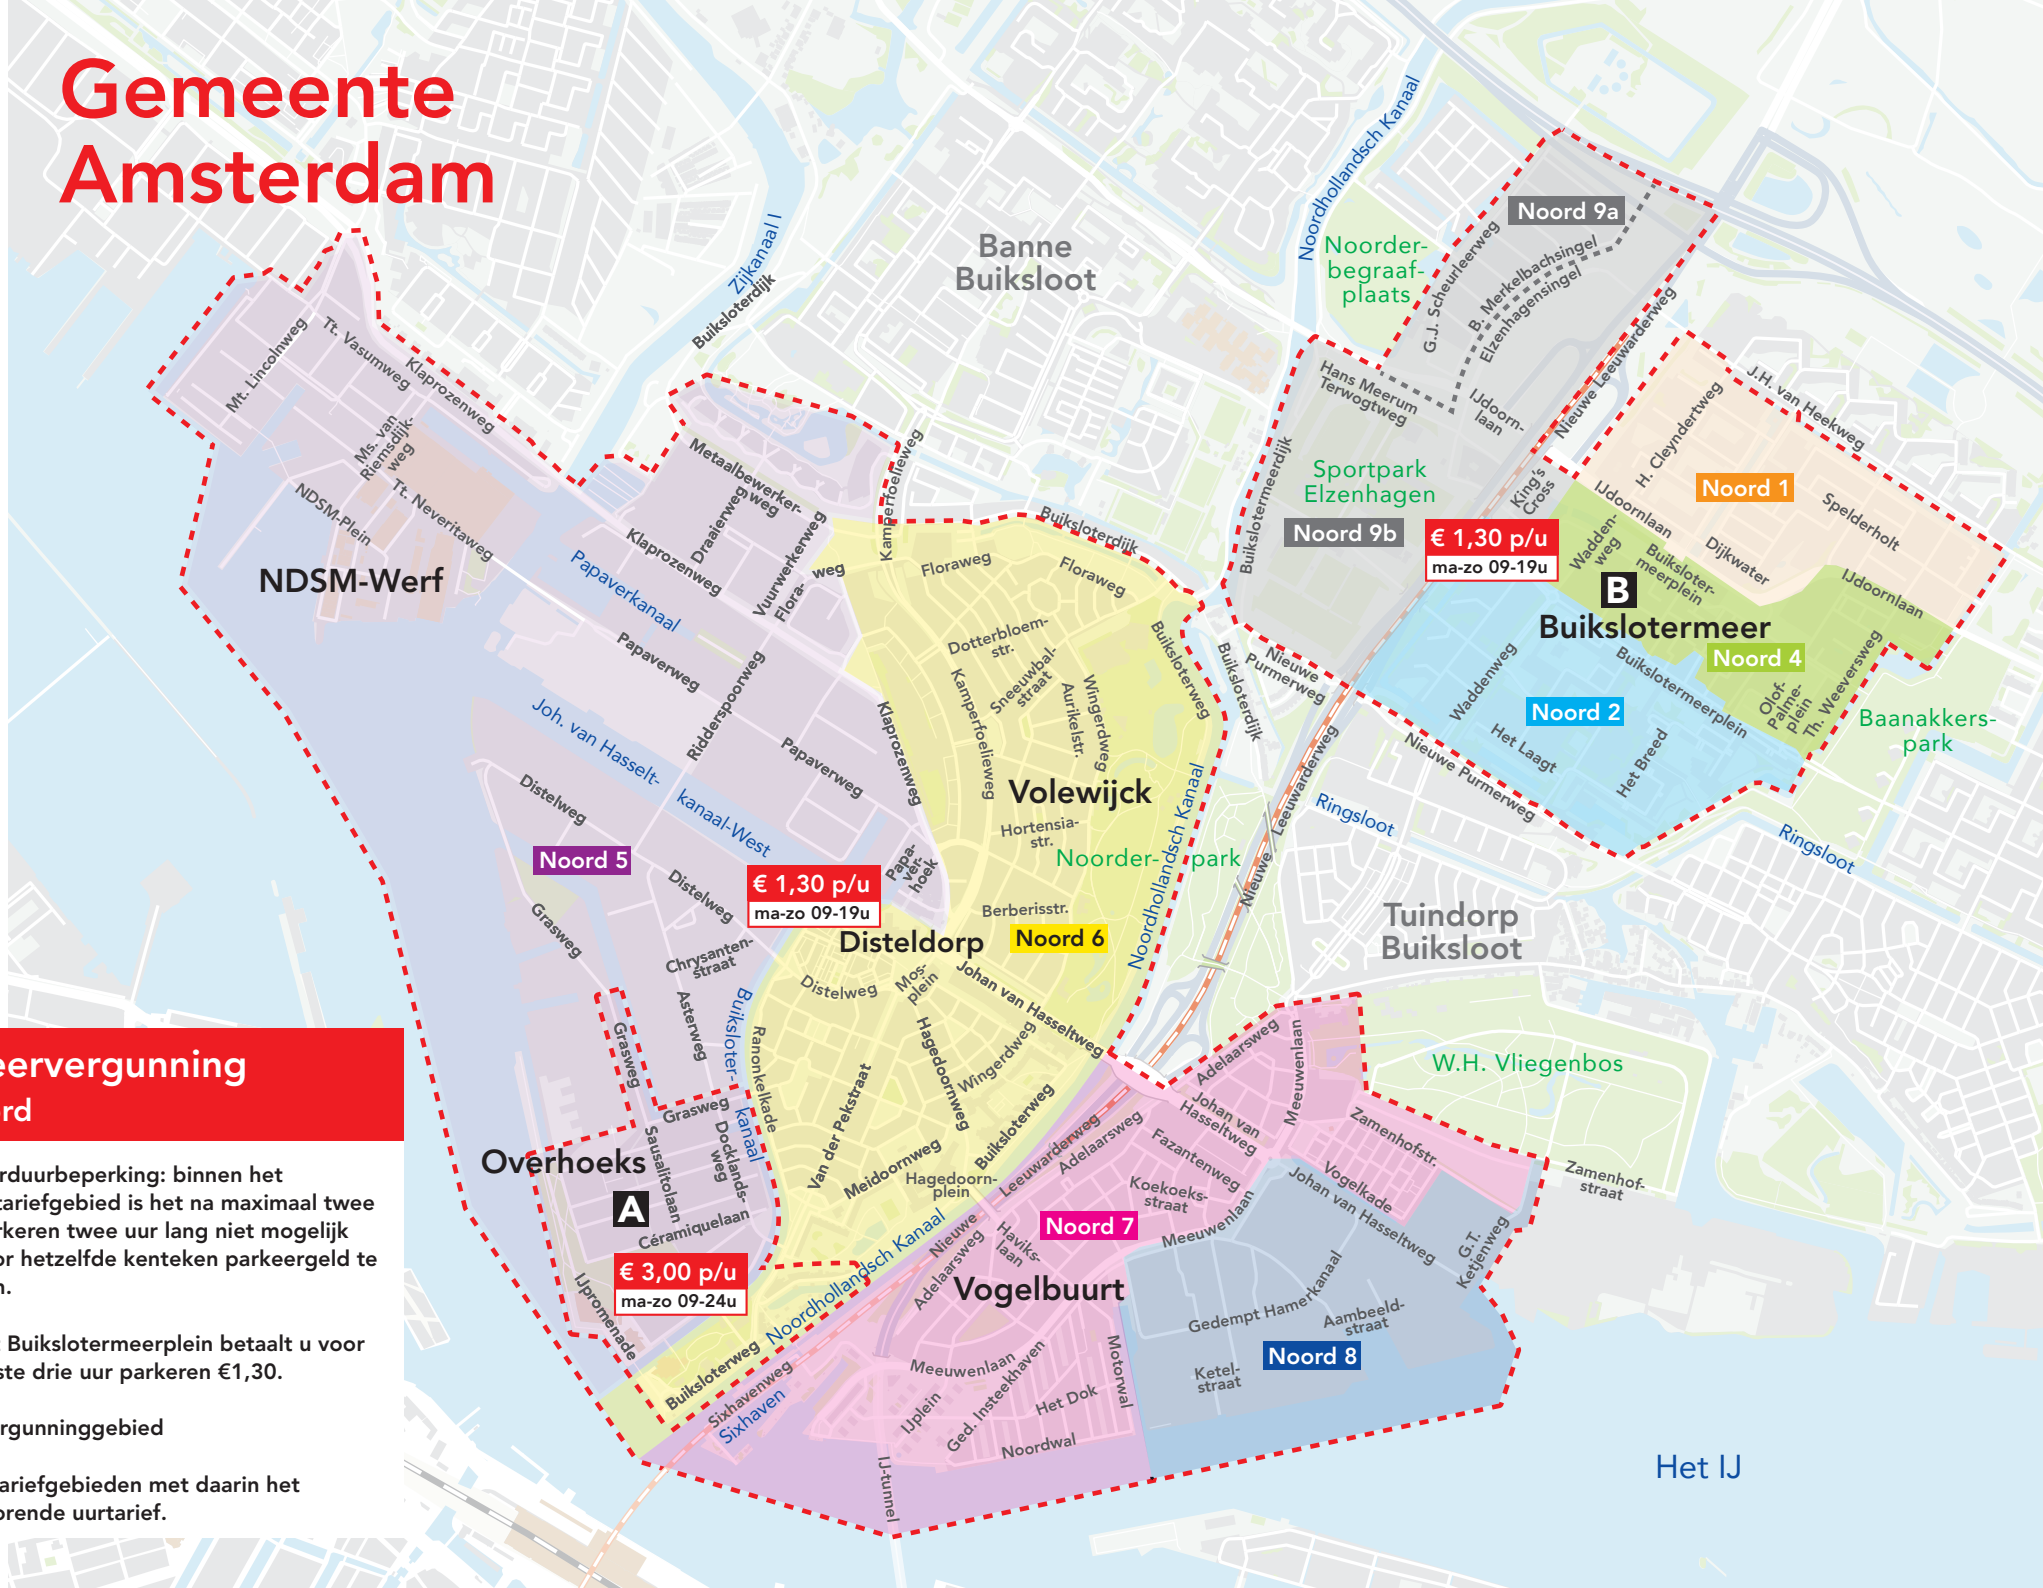 Gemeente
Amsterdam
Zijkanaal I
Buiksloterdijk
Banne
Buiksloot
Noordhollandsch Kanaal
Noorder-
begraaf-
plaats
Noord 9a
G.J. Scheurleerweg
B. Merkelbachsingel
Elzenhagensingel
Nieuwe Leeuwarderweg
Hans Meerum
Terwogtweg
IJdoorn-
laan
J.H. van Heekweg
H. Cleyndertweg
Noord 1
Spelderholt
IJdoornlaan
Dijkwater
IJdoornlaan
Sportpark
Elzenhagen
Buikslotermeerdijk
Noord 9b
King's
Cross
€ 1,30 p/u
ma-zo 09-19u
Wadden-
weg
Buiksloter-
meerplein
B
Buikslotermeer
Noord 4
Buikslotermeerplein
Olof-
Palme-
plein
Th. Weeversweg
Waddenweg
Noord 2
Het Laagt
Het Breed
Baanakkers-
park
Nieuwe
Purmerweg
Nieuwe Purmerweg
Ringsloot
Ringsloot
Mt. Lincolnweg
Tt. Vasumweg
Klaprozenweg
Ms. van
Riemsdijk-
weg
NDSM-Plein
Tt. Neveritaweg
NDSM-Werf
Metaalbewerker-
weg
Draaierweg
Vuurwerkerweg
Klaprozenweg
Flora-
weg
Kamperfoelieweg
Papaverkanaal
Papaverweg
Ridderspoorweg
Papaverweg
Klaprozenweg
Papa-
ver-
hoek
Joh. van Hasselt-
kanaal-West
Floraweg
Floraweg
Buiksloterdijk
Dotterbloem-
str.
Sneeuwbal-
straat
Kamperfoelieweg
Aurikelstr.
Wingerdweg
Buiksloterweg
Buiksloterdijk
Volewijck
Hortensia-
str.
Noorder-
park
Noordhollandsch Kanaal
Nieuwe
Leeuwarderweg
Berberisstr.
Noord 6
Distelweg
Noord 5
Distelweg
€ 1,30 p/u
ma-zo 09-19u
Disteldorp
Grasweg
Chrysanten-
straat
Asterweg
Buiksloter-
kanaal
Ranonkelkade
Distelweg
Mos-
plein
Johan van Hasseltweg
Hagedoornweg
Wingerdweg
Van der Pekstraat
Meidoornweg
Hagedoorn-
plein
Buiksloterweg
Tuindorp
Buiksloot
Grasweg
Grasweg
Overhoeks
Sausalitolaan
Docklands-
weg
A
Céramiquelaan
€ 3,00 p/u
ma-zo 09-24u
IJpromenade
Noordhollandsch Kanaal
Buiksloterweg
Sixhavenweg
Sixhaven
Nieuwe
Leeuwarderweg
Adelaarsweg
Adelaarsweg
Adelaarsweg
Meeuwenlaan
Johan van
Hasseltweg
Fazantenweg
Koekoeks-
straat
Noord 7
Haviks-
laan
Meeuwenlaan
Vogelbuurt
W.H. Vliegenbos
Zamenhofstr.
Zamenhof-
straat
Vogelkade
Johan van Hasseltweg
G.T.
Ketjenweg
Gedempt Hamerkanaal
Aambeeld-
straat
Noord 8
Ketel-
straat
Motorwal
Meeuwenlaan
IJplein
Ged. Insteekhaven
Het Dok
Noordwal
IJ-tunnel
Het IJ
eervergunning
rd
rduurbeperking: binnen het
tariefgebied is het na maximaal twee
rkeren twee uur lang niet mogelijk
or hetzelfde kenteken parkeergeld te
n.
t Buikslotermeerplein betaalt u voor
ste drie uur parkeren €1,30.
rgunninggebied
ariefgebieden met daarin het
orende uurtarief.